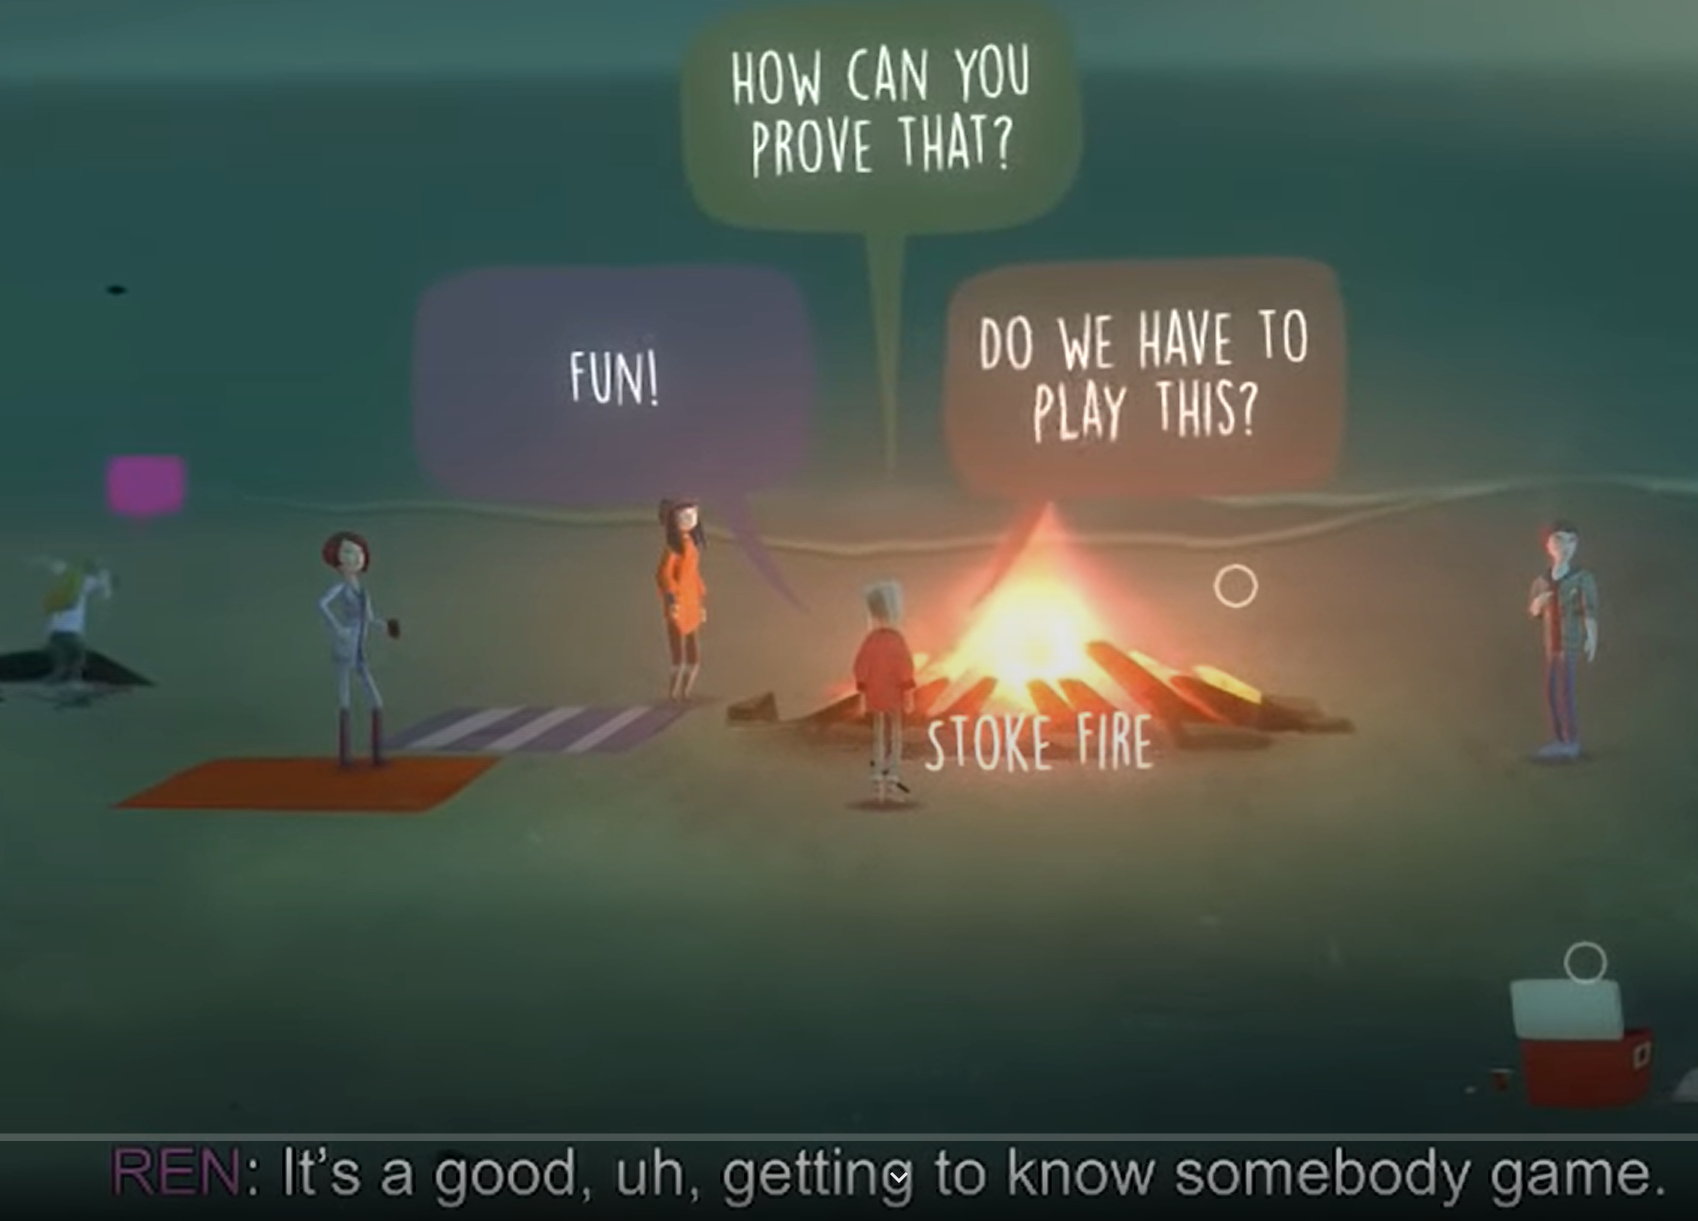 HOW CAN YOU
PROVE THAT?
FUN!
DO WE HAVE TO
PLAY THIS?
STOKE FIRE
REN: It’s a good, uh, getting to know somebody game.